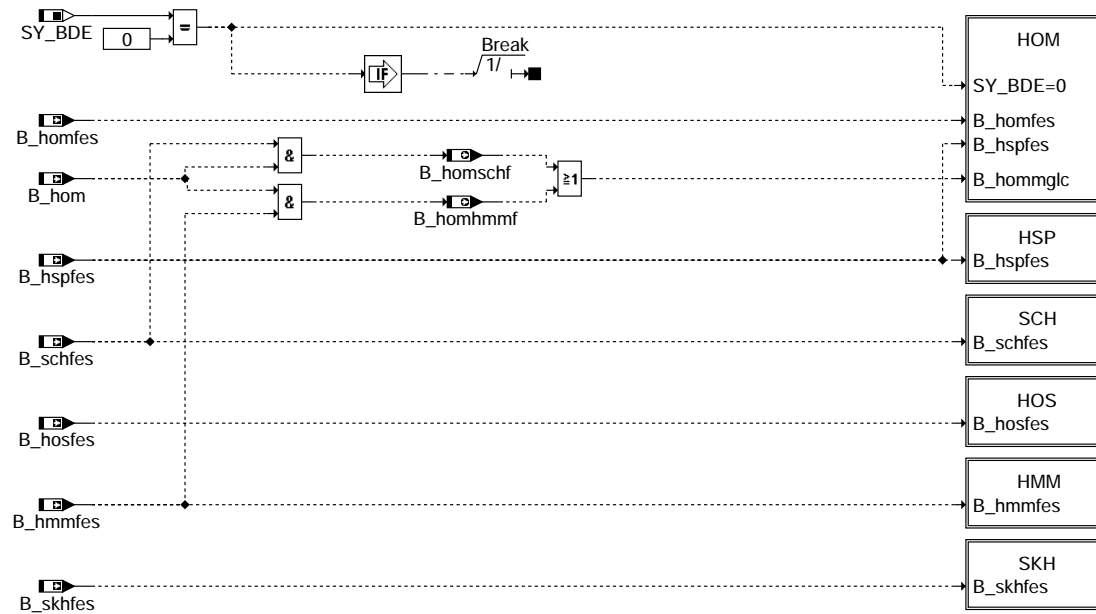 SY_BDE
0
=
Break
1/
IF
HOM
SY_BDE=0
B_homfes
B_homfes
B_hspfes
&
B_homschf
≧1
B_hom
B_hommglc
&
B_homhmmf
HSP
B_hspfes
B_hspfes
SCH
B_schfes
B_schfes
HOS
B_hosfes
B_hosfes
HMM
B_hmmfes
B_hmmfes
SKH
B_skhfes
B_skhfes